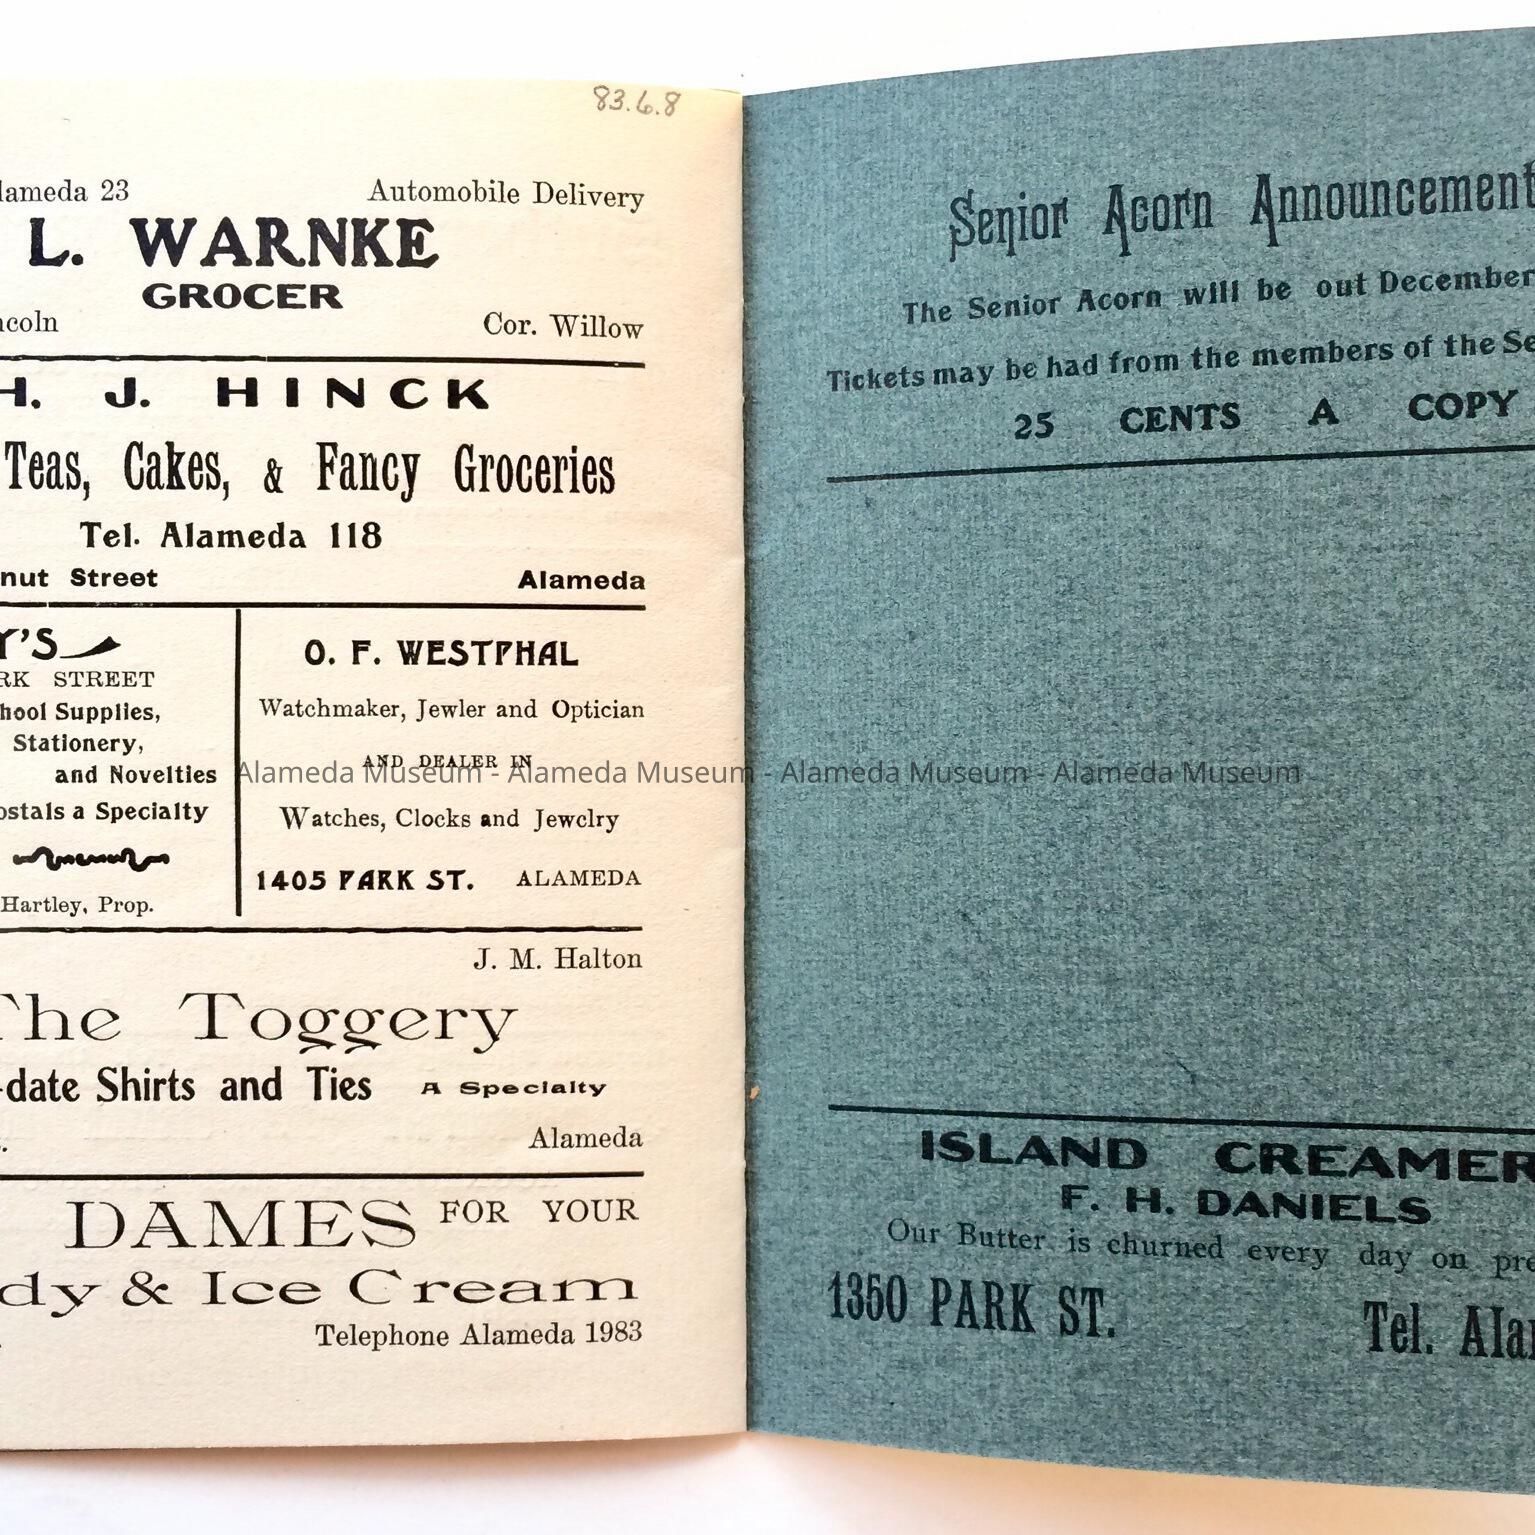 83.6.8
lameda 23 Automobile Delivery
L. WARNKE
GROCER
ncoln Cor. Willow
H. J. HINCK
Teas, Cakes, & Fancy Groceries
Tel. Alameda 118
nut Street Alameda
Y'S
RK STREET
hool Supplies,
Stationery,
and Novelties
ostals a Specialty
Hartley, Prop.
O. F. WESTPHAL
Watchmaker, Jewler and Optician
AND DEALER IN
Watches, Clocks and Jewelry
1405 PARK ST. ALAMEDA
J. M. Halton
The Toggery
-date Shirts and Ties A Specialty
Alameda
DAMES FOR YOUR
dy & Ice Cream
Telephone Alameda 1983
Senior Acorn Announcement
The Senior Acorn will be out December
Tickets may be had from the members of the Se
25 CENTS A COPY
ISLAND CREAMER
F. H. DANIELS
Our Butter is churned every day on pre
1350 PARK ST. Tel. Alam
Alameda Museum - Alameda Museum - Alameda Museum - Alameda Museum